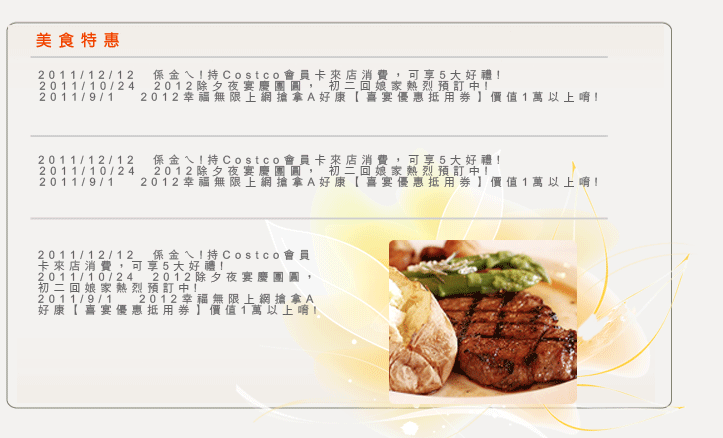 美食特惠
2011/12/12 係金ㄟ!持Costco會員卡來店消費，可享5大好禮!
2011/10/24 2012除夕夜宴慶團圓， 初二回娘家熱烈預訂中!
2011/9/1 2012幸福無限上網搶拿A好康【喜宴優惠抵用券】價值1萬以上唷!
2011/12/12 係金ㄟ!持Costco會員卡來店消費，可享5大好禮!
2011/10/24 2012除夕夜宴慶團圓， 初二回娘家熱烈預訂中!
2011/9/1 2012幸福無限上網搶拿A好康【喜宴優惠抵用券】價值1萬以上唷!
2011/12/12 係金ㄟ!持Costco會員
卡來店消費，可享5大好禮!
2011/10/24 2012除夕夜宴慶團圓，
初二回娘家熱烈預訂中!
2011/9/1 2012幸福無限上網搶拿A
好康【喜宴優惠抵用券】價值1萬以上唷!